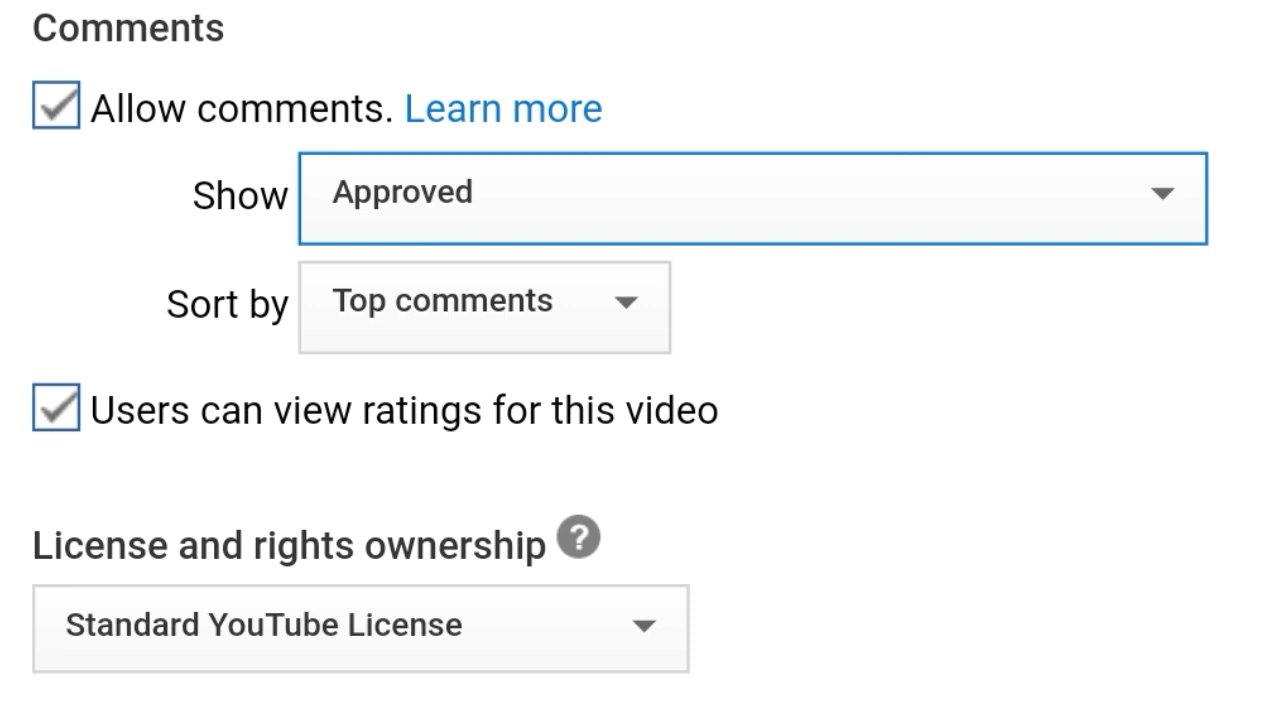 Comments
Allow comments. Learn more
Show Approved
Sort by Top comments
Users can view ratings for this video
License and rights ownership ?
Standard YouTube License